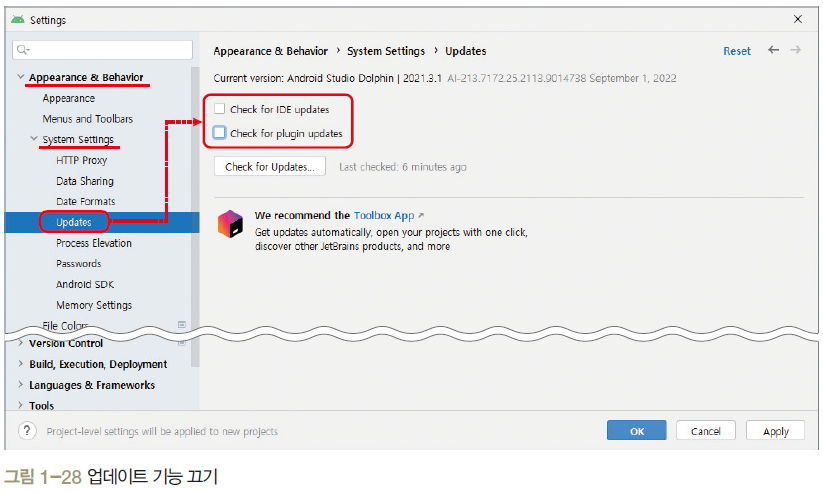 Settings
Appearance & Behavior
Appearance
Menus and Toolbars
System Settings
HTTP Proxy
Data Sharing
Date Formats
Updates
Process Elevation
Passwords
Android SDK
Memory Settings
File Colors
Version Control
Build, Execution, Deployment
Languages & Frameworks
Tools
Appearance & Behavior › System Settings › Updates
Reset
Current version: Android Studio Dolphin | 2021.3.1 AI-213.7172.25.2113.9014738 September 1, 2022
Check for IDE updates
Check for plugin updates
Check for Updates... Last checked: 6 minutes ago
We recommend the Toolbox App ↗
Get updates automatically, open your projects with one click,
discover other JetBrains products, and more
? Project-level settings will be applied to new projects
OK Cancel Apply
그림 1-28 업데이트 기능 끄기